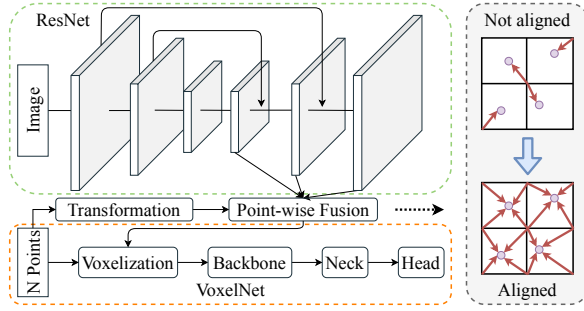 ResNet
Image
Transformation
Point-wise Fusion
N Points
Voxelization
Backbone
Neck
Head
VoxelNet
Not aligned
Aligned